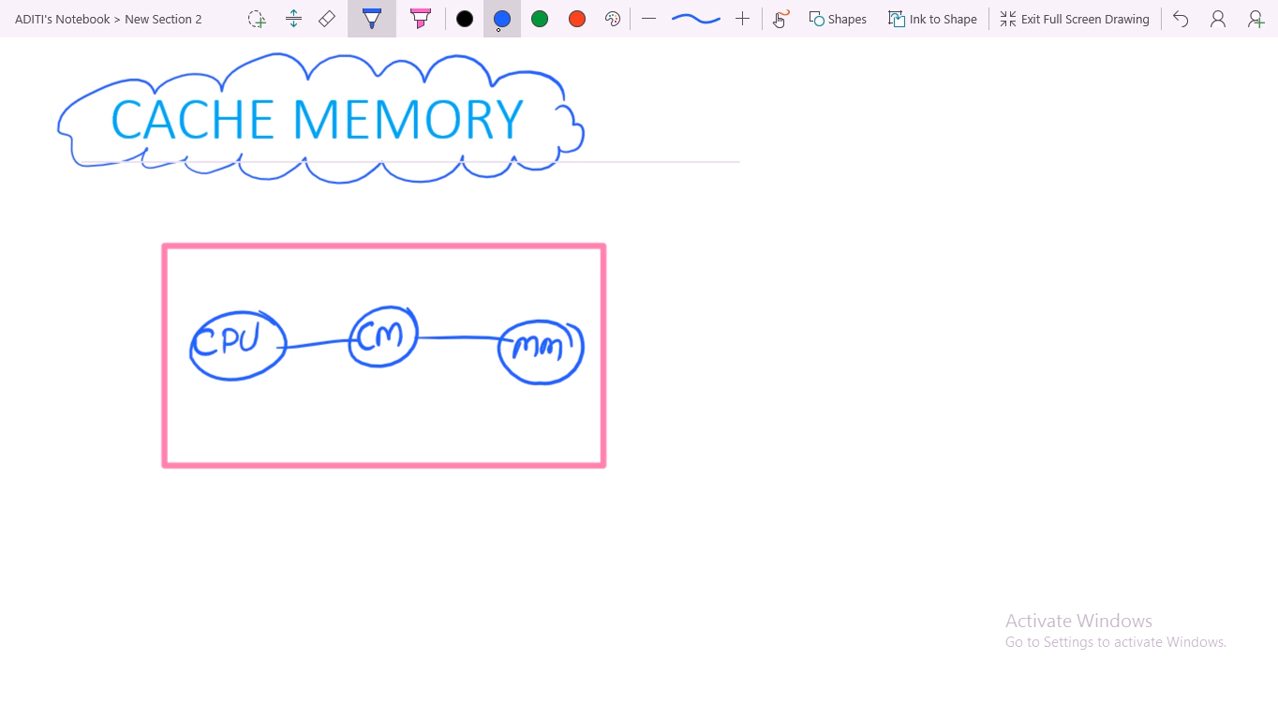 ADITI's Notebook > New Section 2
Shapes
Ink to Shape
Exit Full Screen Drawing
CACHE MEMORY
CPU
CM
MM
Activate Windows
Go to Settings to activate Windows.